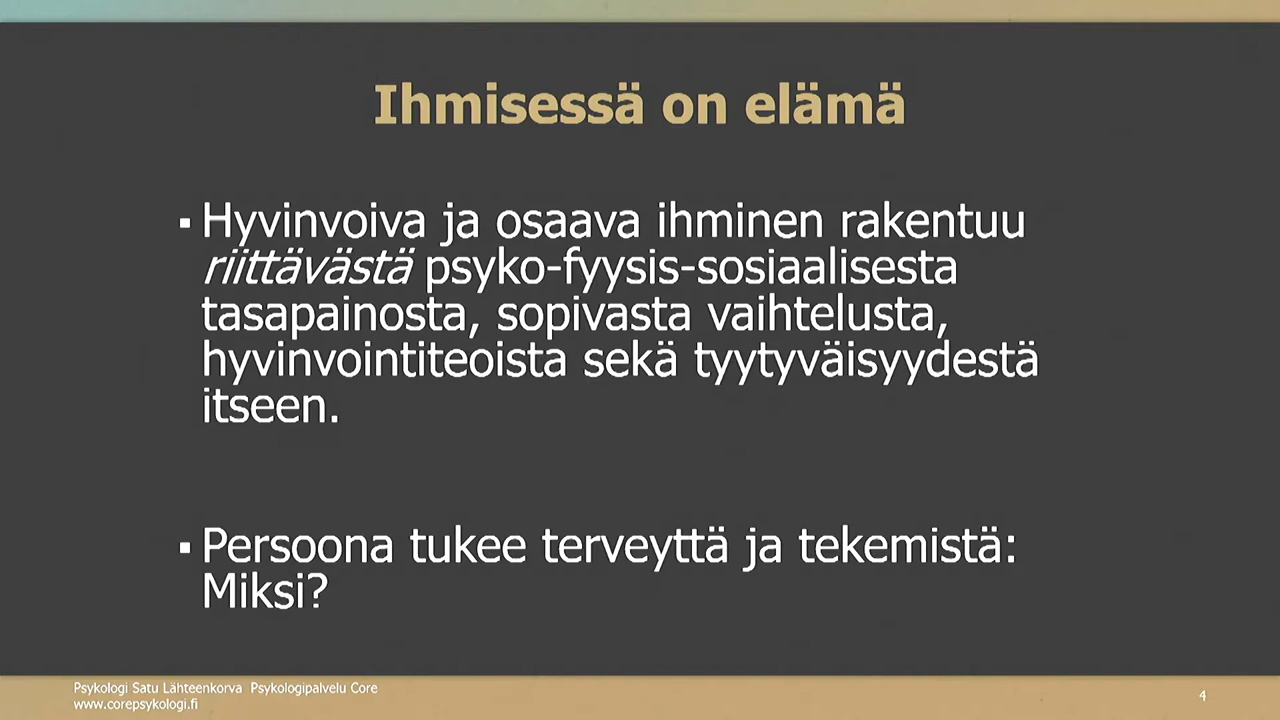 Ihmisessä on elämä
▪ Hyvinvoiva ja osaava ihminen rakentuu
riittävästä psyko-fyysis-sosiaalisesta
tasapainosta, sopivasta vaihtelusta,
hyvinvointiteoista sekä tyytyväisyydestä
itseen.
▪ Persoona tukee terveyttä ja tekemistä:
Miksi?
Psykologi Satu Lähteenkorva Psykologipalvelu Core
www.corepsykologi.fi
4